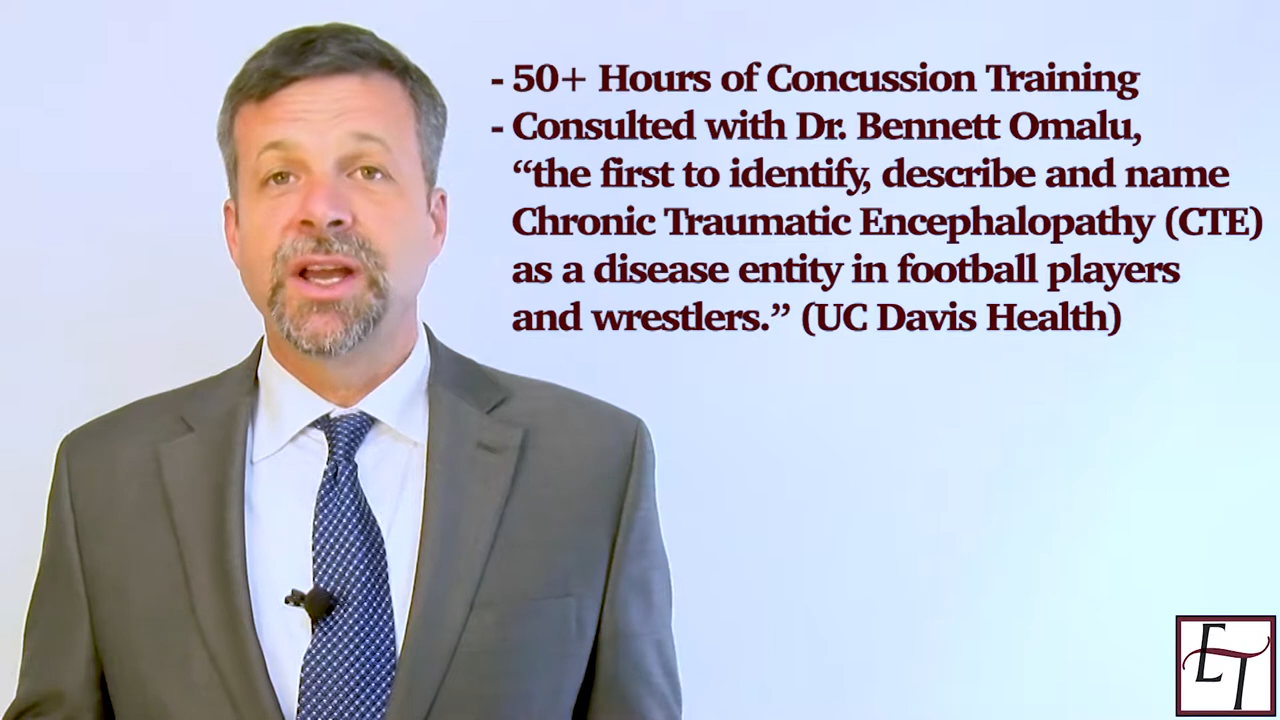 - 50+ Hours of Concussion Training
- Consulted with Dr. Bennett Omalu,
“the first to identify, describe and name
Chronic Traumatic Encephalopathy (CTE)
as a disease entity in football players
and wrestlers.” (UC Davis Health)
ET